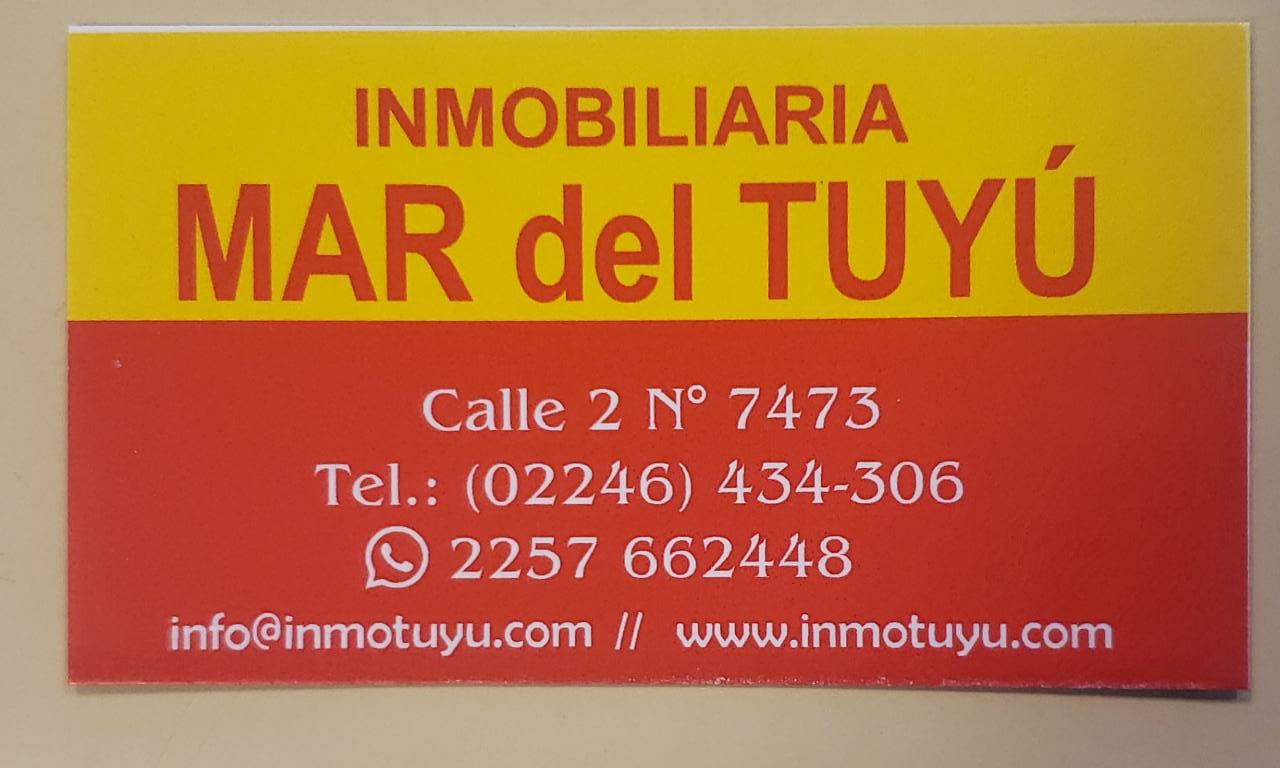 INMOBILIARIA
MAR del TUYÚ
Calle 2 N° 7473
Tel.: (02246) 434-306
2257 662448
info@inmotuyu.com // www.inmotuyu.com